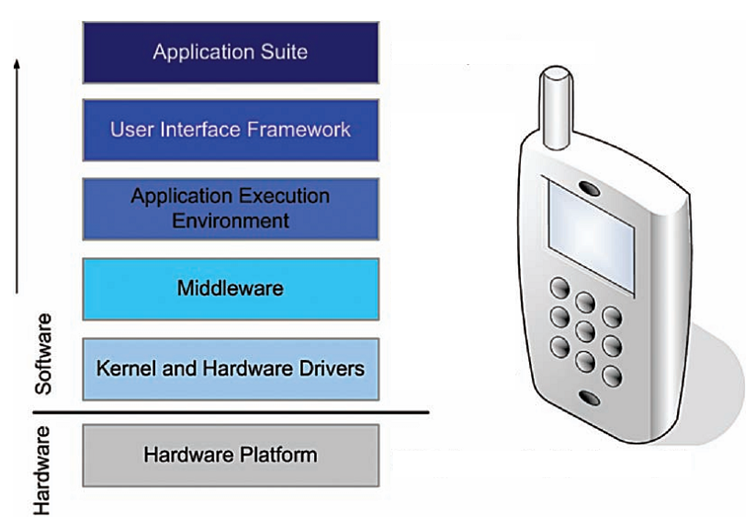 Application Suite
User Interface Framework
Application Execution
Environment
Middleware
Kernel and Hardware Drivers
Software
Hardware Platform
Hardware